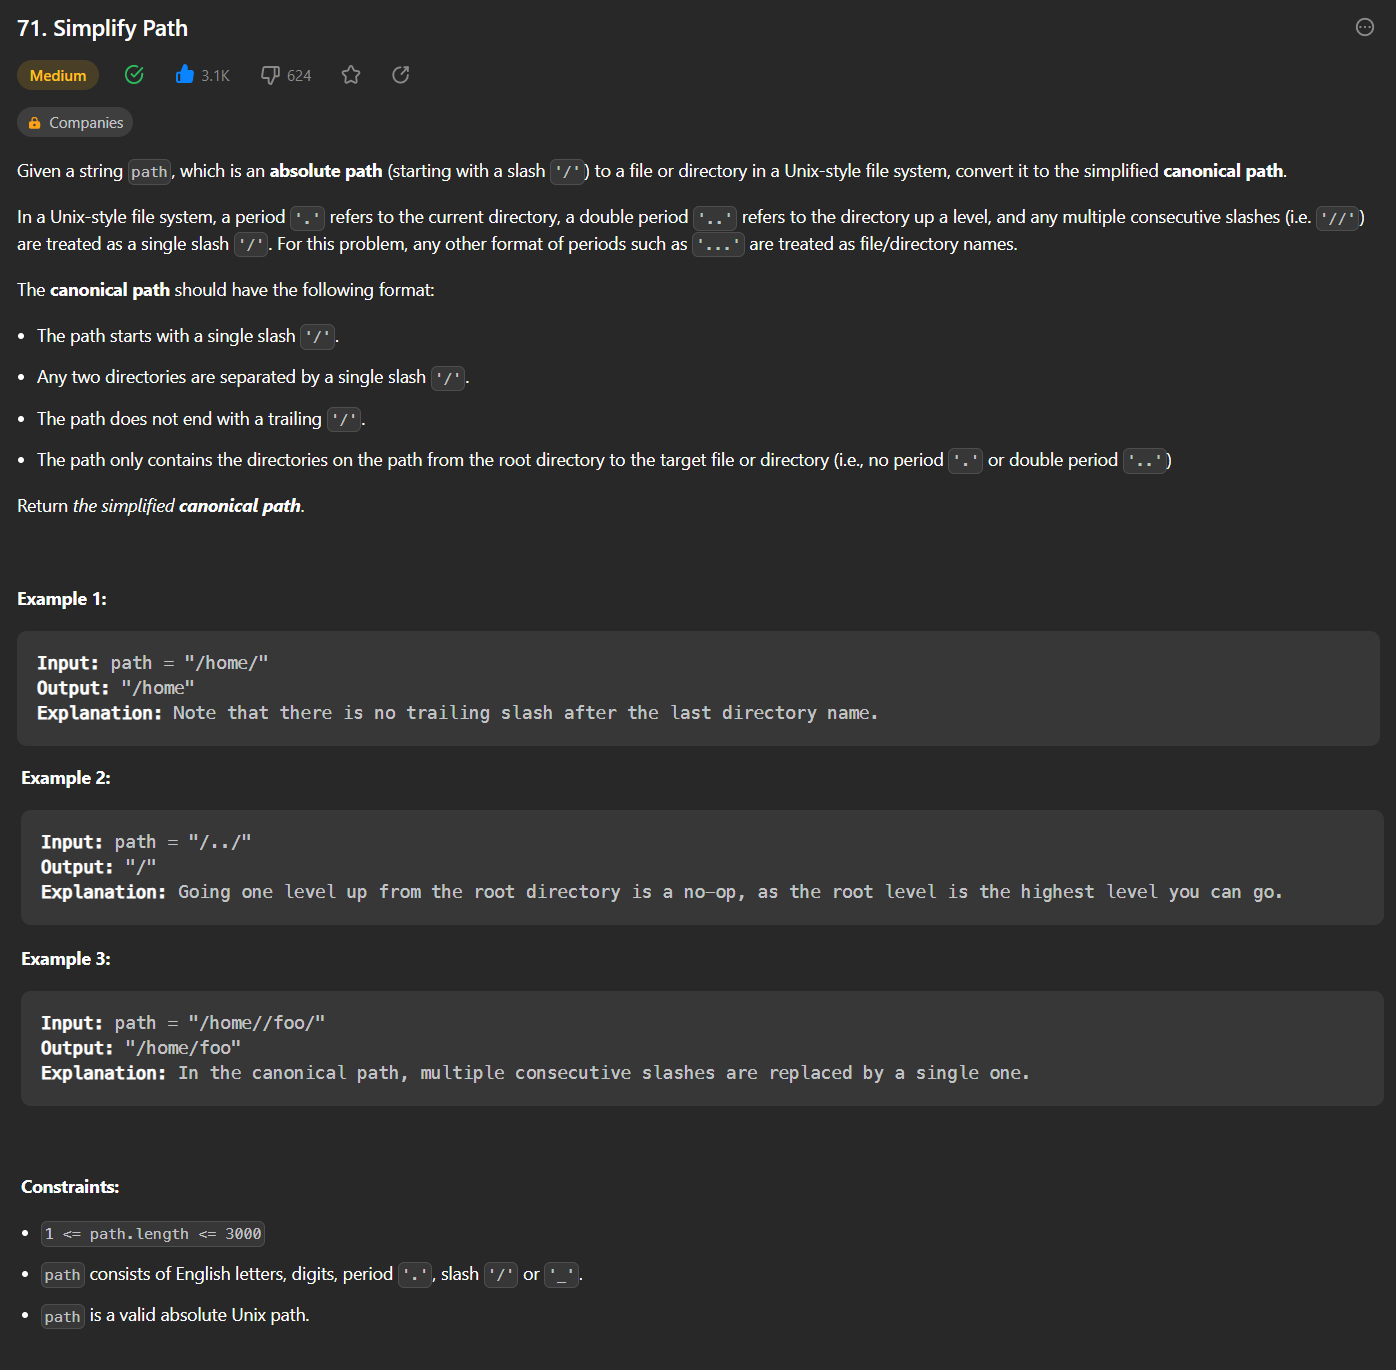 71. Simplify Path
Medium 3.1K 624
Companies
Given a string path, which is an absolute path (starting with a slash '/') to a file or directory in a Unix-style file system, convert it to the simplified canonical path.
In a Unix-style file system, a period '.' refers to the current directory, a double period '..' refers to the directory up a level, and any multiple consecutive slashes (i.e. '//')
are treated as a single slash '/'. For this problem, any other format of periods such as '...' are treated as file/directory names.
The canonical path should have the following format:
• The path starts with a single slash '/'.
• Any two directories are separated by a single slash '/'.
• The path does not end with a trailing '/'.
• The path only contains the directories on the path from the root directory to the target file or directory (i.e., no period '.' or double period '..')
Return the simplified canonical path.
Example 1:
Input: path = "/home/"
Output: "/home"
Explanation: Note that there is no trailing slash after the last directory name.
Example 2:
Input: path = "/../"
Output: "/"
Explanation: Going one level up from the root directory is a no-op, as the root level is the highest level you can go.
Example 3:
Input: path = "/home//foo/"
Output: "/home/foo"
Explanation: In the canonical path, multiple consecutive slashes are replaced by a single one.
Constraints:
• 1 <= path.length <= 3000
• path consists of English letters, digits, period '.', slash '/' or '_'.
• path is a valid absolute Unix path.